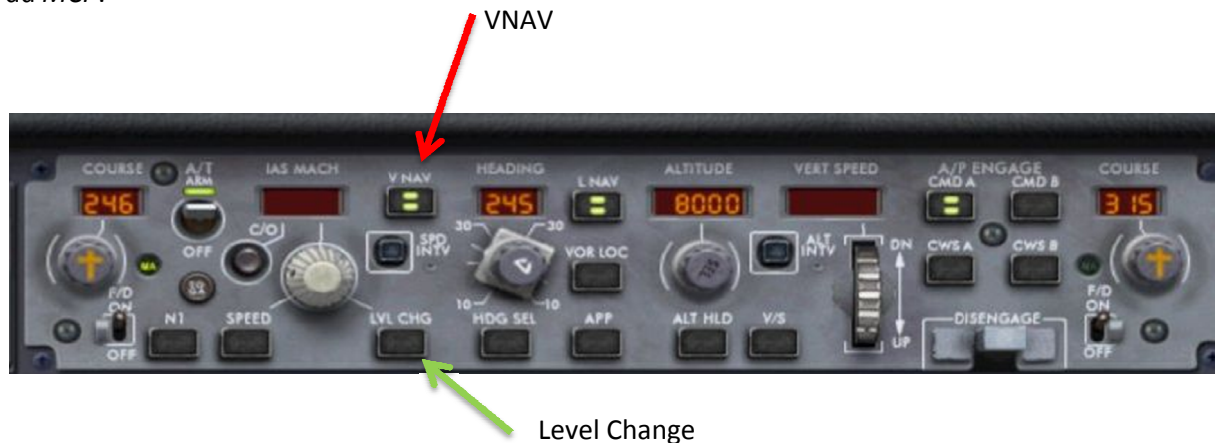 VNAV
COURSE A/T IAS MACH V NAV HEADING L NAV ALTITUDE VERT SPEED A/P ENGAGE COURSE
ARM CMD A CMD B
246 245 8000 315
OFF C/O SPD INTV 30 30 VOR LOC ALT INTV DN CWS A CWS B
MA
F/D ON 10 10 F/D ON
N1 SPEED LVL CHG HDG SEL APP ALT HLD V/S DISENGAGE
OFF UP OFF
Level Change